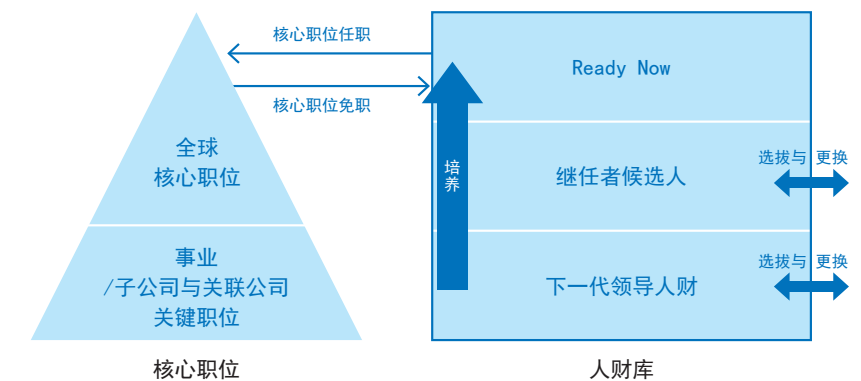 核心职位任职
核心职位免职
全球
核心职位
事业
/子公司与关联公司
关键职位
核心职位
Ready Now
培养
继任者候选人
选拔与 更换
下一代领导人财
选拔与 更换
人财库